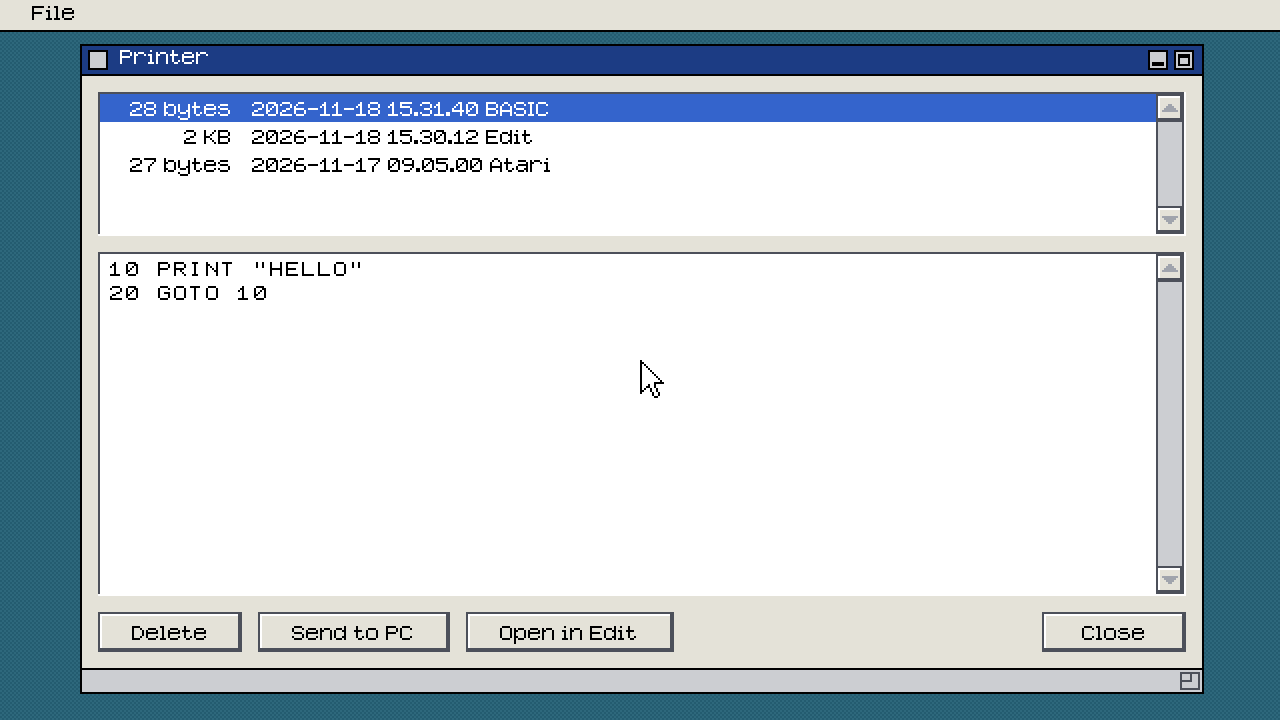 File
Printer
28 bytes 2026-11-18 15.31.40 BASIC
2 KB 2026-11-18 15.30.12 Edit
27 bytes 2026-11-17 09.05.00 Atari
10 PRINT "HELLO"
20 GOTO 10
Delete Send to PC Open in Edit Close